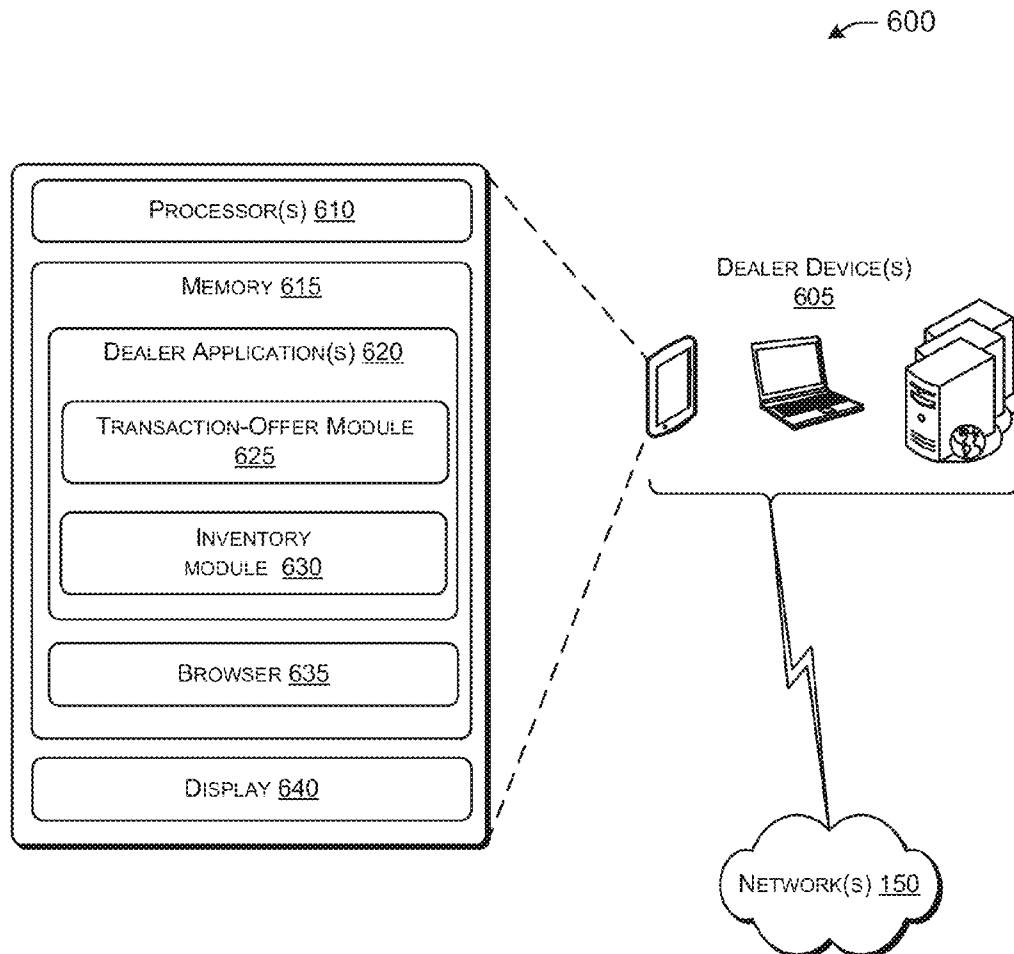 600
PROCESSOR(S) 610
MEMORY 615
DEALER APPLICATION(S) 620
TRANSACTION-OFFER MODULE
625
INVENTORY
MODULE 630
BROWSER 635
DISPLAY 640
DEALER DEVICE(S)
605
NETWORK(S) 150